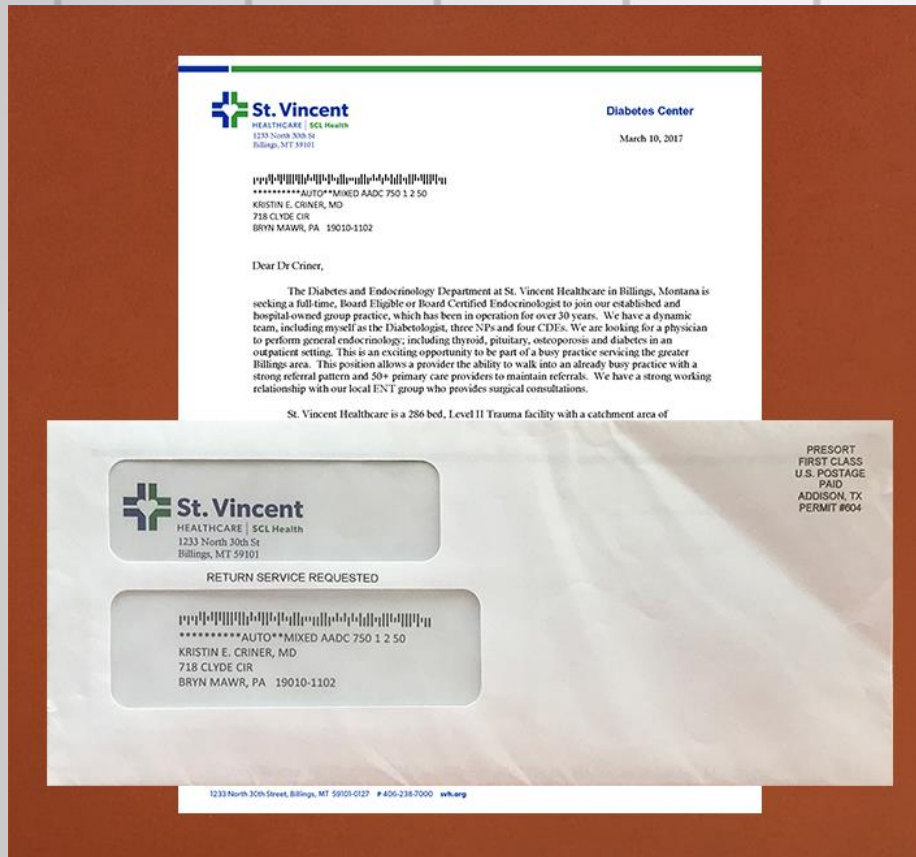 St. Vincent
HEALTHCARE | SCL Health
1233 North 30th St
Billings, MT 59101
Diabetes Center
March 10, 2017
**********AUTO**MIXED AADC 750 1 2 50
KRISTIN E. CRINER, MD
718 CLYDE CIR
BRYN MAWR, PA 19010-1102
Dear Dr Criner,
The Diabetes and Endocrinology Department at St. Vincent Healthcare in Billings, Montana is
seeking a full-time, Board Eligible or Board Certified Endocrinologist to join our established and
hospital-owned group practice, which has been in operation for over 30 years. We have a dynamic
team, including myself as the Diabetologist, three NPs and four CDEs. We are looking for a physician
to perform general endocrinology; including thyroid, pituitary, osteoporosis and diabetes in an
outpatient setting. This is an exciting opportunity to be part of a busy practice servicing the greater
Billings area. This position allows a provider the ability to walk into an already busy practice with a
strong referral pattern and 50+ primary care providers to maintain referrals. We have a strong working
relationship with our local ENT group who provides surgical consultations.
St. Vincent Healthcare is a 286 bed, Level II Trauma facility with a catchment area of
PRESORT
FIRST CLASS
U.S. POSTAGE
PAID
ADDISON, TX
PERMIT #604
St. Vincent
HEALTHCARE | SCL Health
1233 North 30th St
Billings, MT 59101
RETURN SERVICE REQUESTED
**********AUTO**MIXED AADC 750 1 2 50
KRISTIN E. CRINER, MD
718 CLYDE CIR
BRYN MAWR, PA 19010-1102
1233 North 30th Street, Billings, MT 59101-0127 P 406-238-7000 svh.org